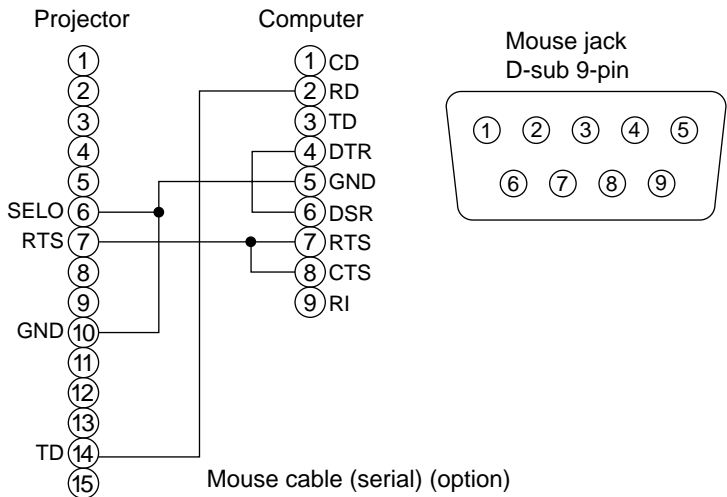 Projector
1
2
3
4
5
SELO 6
RTS 7
8
9
GND 10
11
12
13
TD 14
15
Computer
1 CD
2 RD
3 TD
4 DTR
5 GND
6 DSR
7 RTS
8 CTS
9 RI
Mouse jack
D-sub 9-pin
1 2 3 4 5
6 7 8 9
Mouse cable (serial) (option)